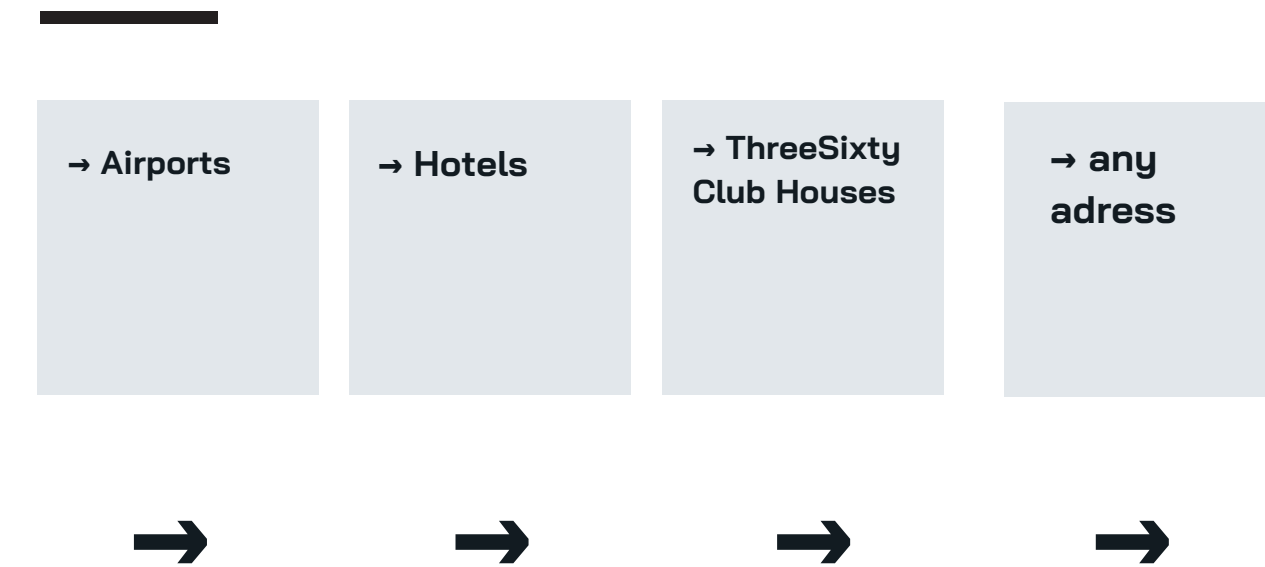 → Airports
→ Hotels
→ ThreeSixty
Club Houses
→ any
adress
→ → → →